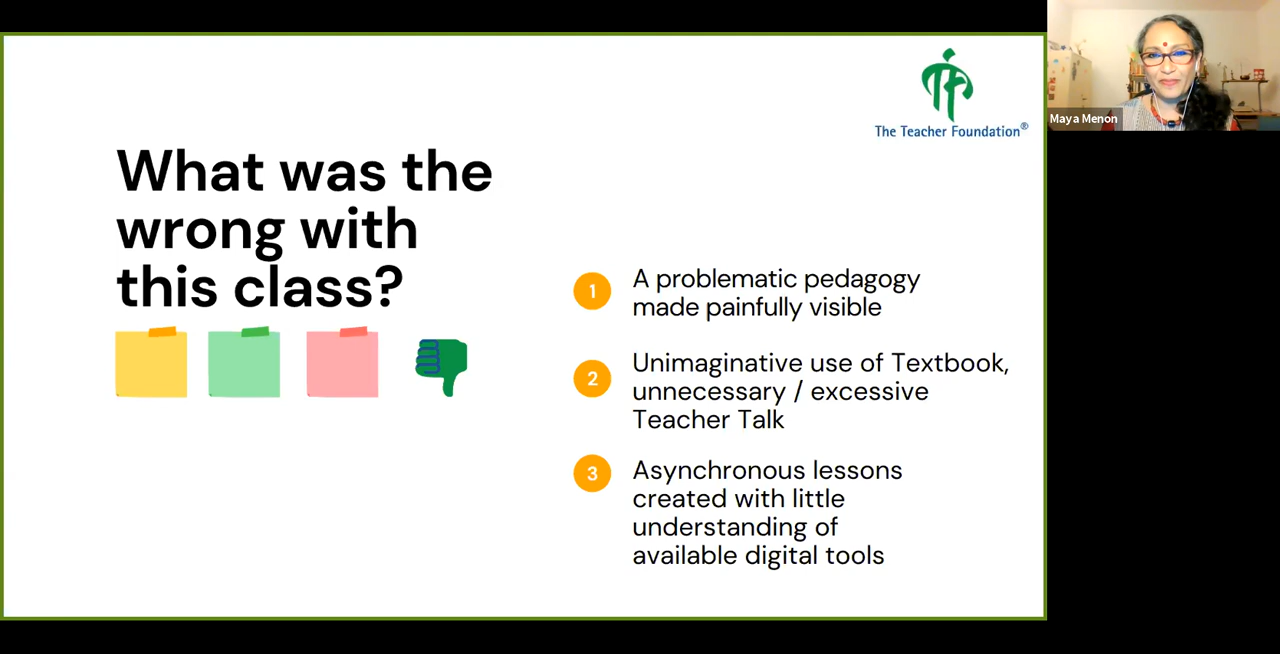 TF
The Teacher Foundation®
Maya Menon
What was the
wrong with
this class?
1
A problematic pedagogy
made painfully visible
2
Unimaginative use of Textbook,
unnecessary / excessive
Teacher Talk
3
Asynchronous lessons
created with little
understanding of
available digital tools